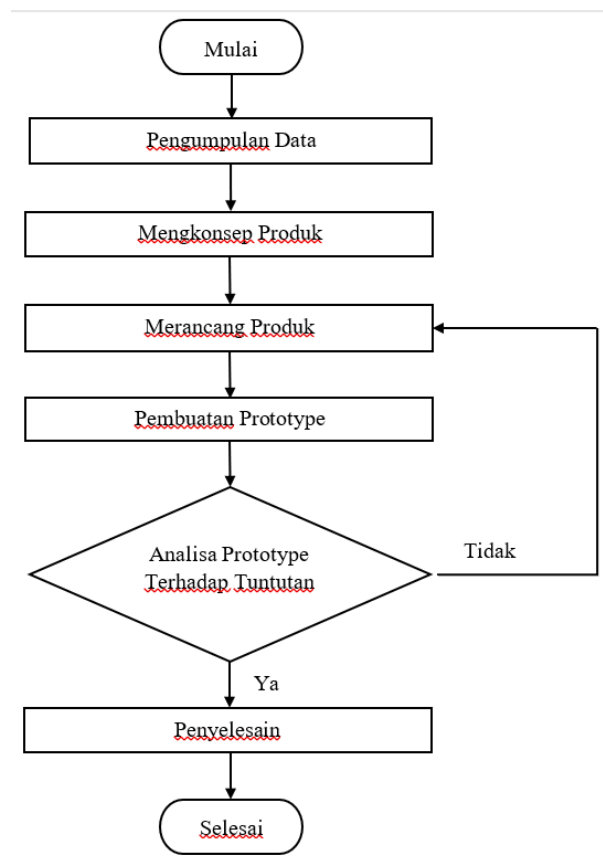 Mulai
Pengumpulan Data
Mengkonsep Produk
Merancang Produk
Pembuatan Prototype
Analisa Prototype
Terhadap Tuntutan
Tidak
Ya
Penyelesain
Selesai